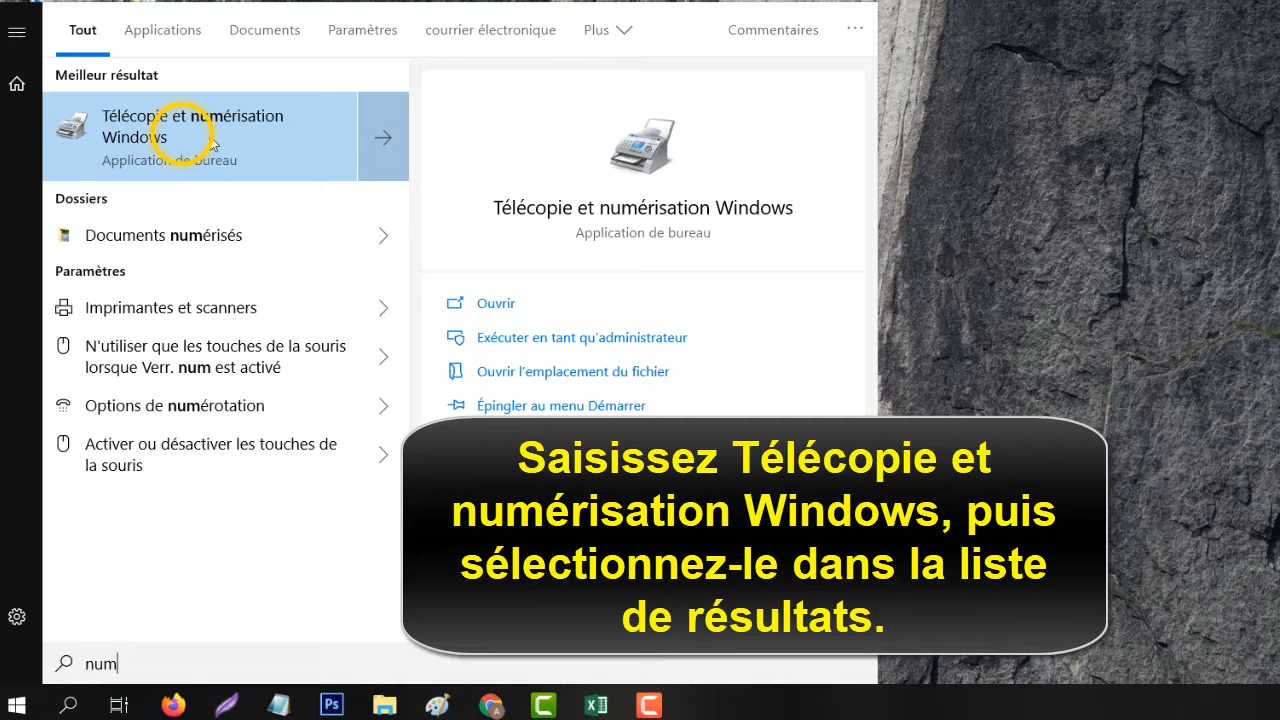 Tout
Applications
Documents
Paramètres
courrier électronique
Plus
Commentaires
...
Meilleur résultat
Télécopie et numérisation
Windows
Application de bureau
Dossiers
Documents numérisés
Paramètres
Imprimantes et scanners
N'utiliser que les touches de la souris
lorsque Verr. num est activé
Options de numérotation
Activer ou désactiver les touches de
la souris
Télécopie et numérisation Windows
Application de bureau
Ouvrir
Exécuter en tant qu’administrateur
Ouvrir l’emplacement du fichier
Épingler au menu Démarrer
Saisissez Télécopie et
numérisation Windows, puis
sélectionnez-le dans la liste
de résultats.
num
Ps